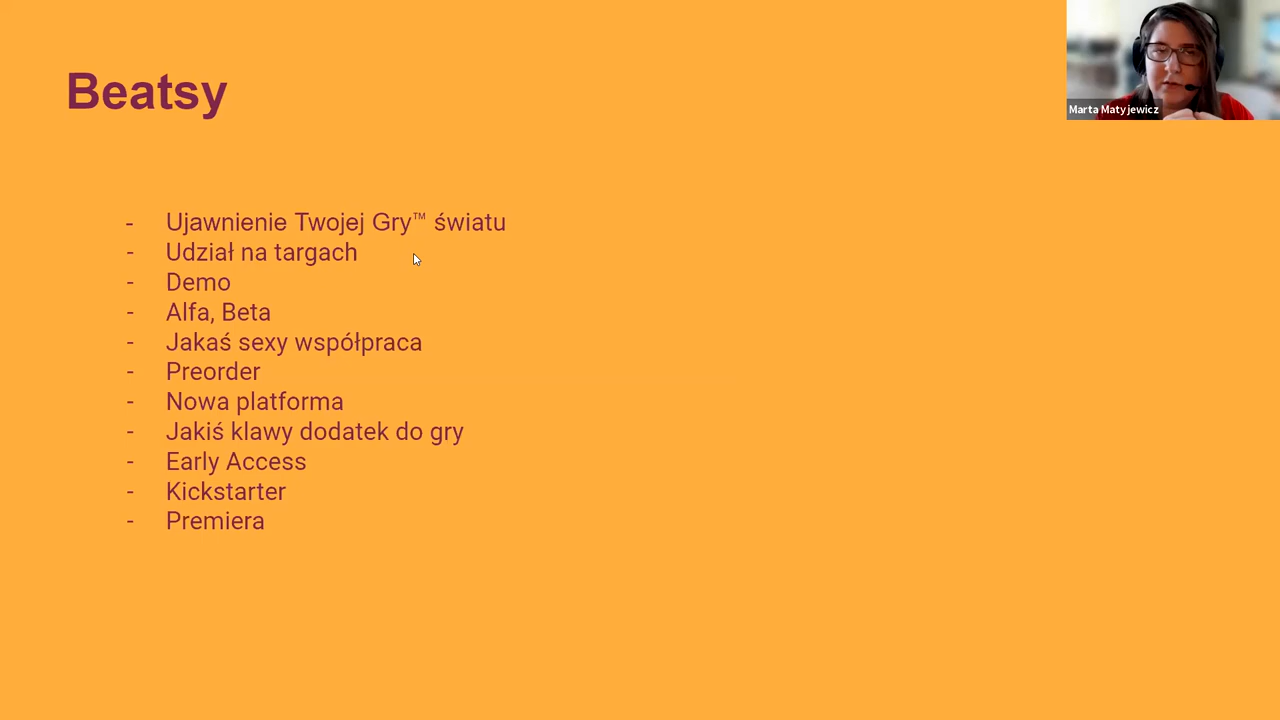 Beatsy
Marta Matyjewicz
- Ujawnienie Twojej Gry™ światu
- Udział na targach
- Demo
- Alfa, Beta
- Jakaś sexy współpraca
- Preorder
- Nowa platforma
- Jakiś klawy dodatek do gry
- Early Access
- Kickstarter
- Premiera